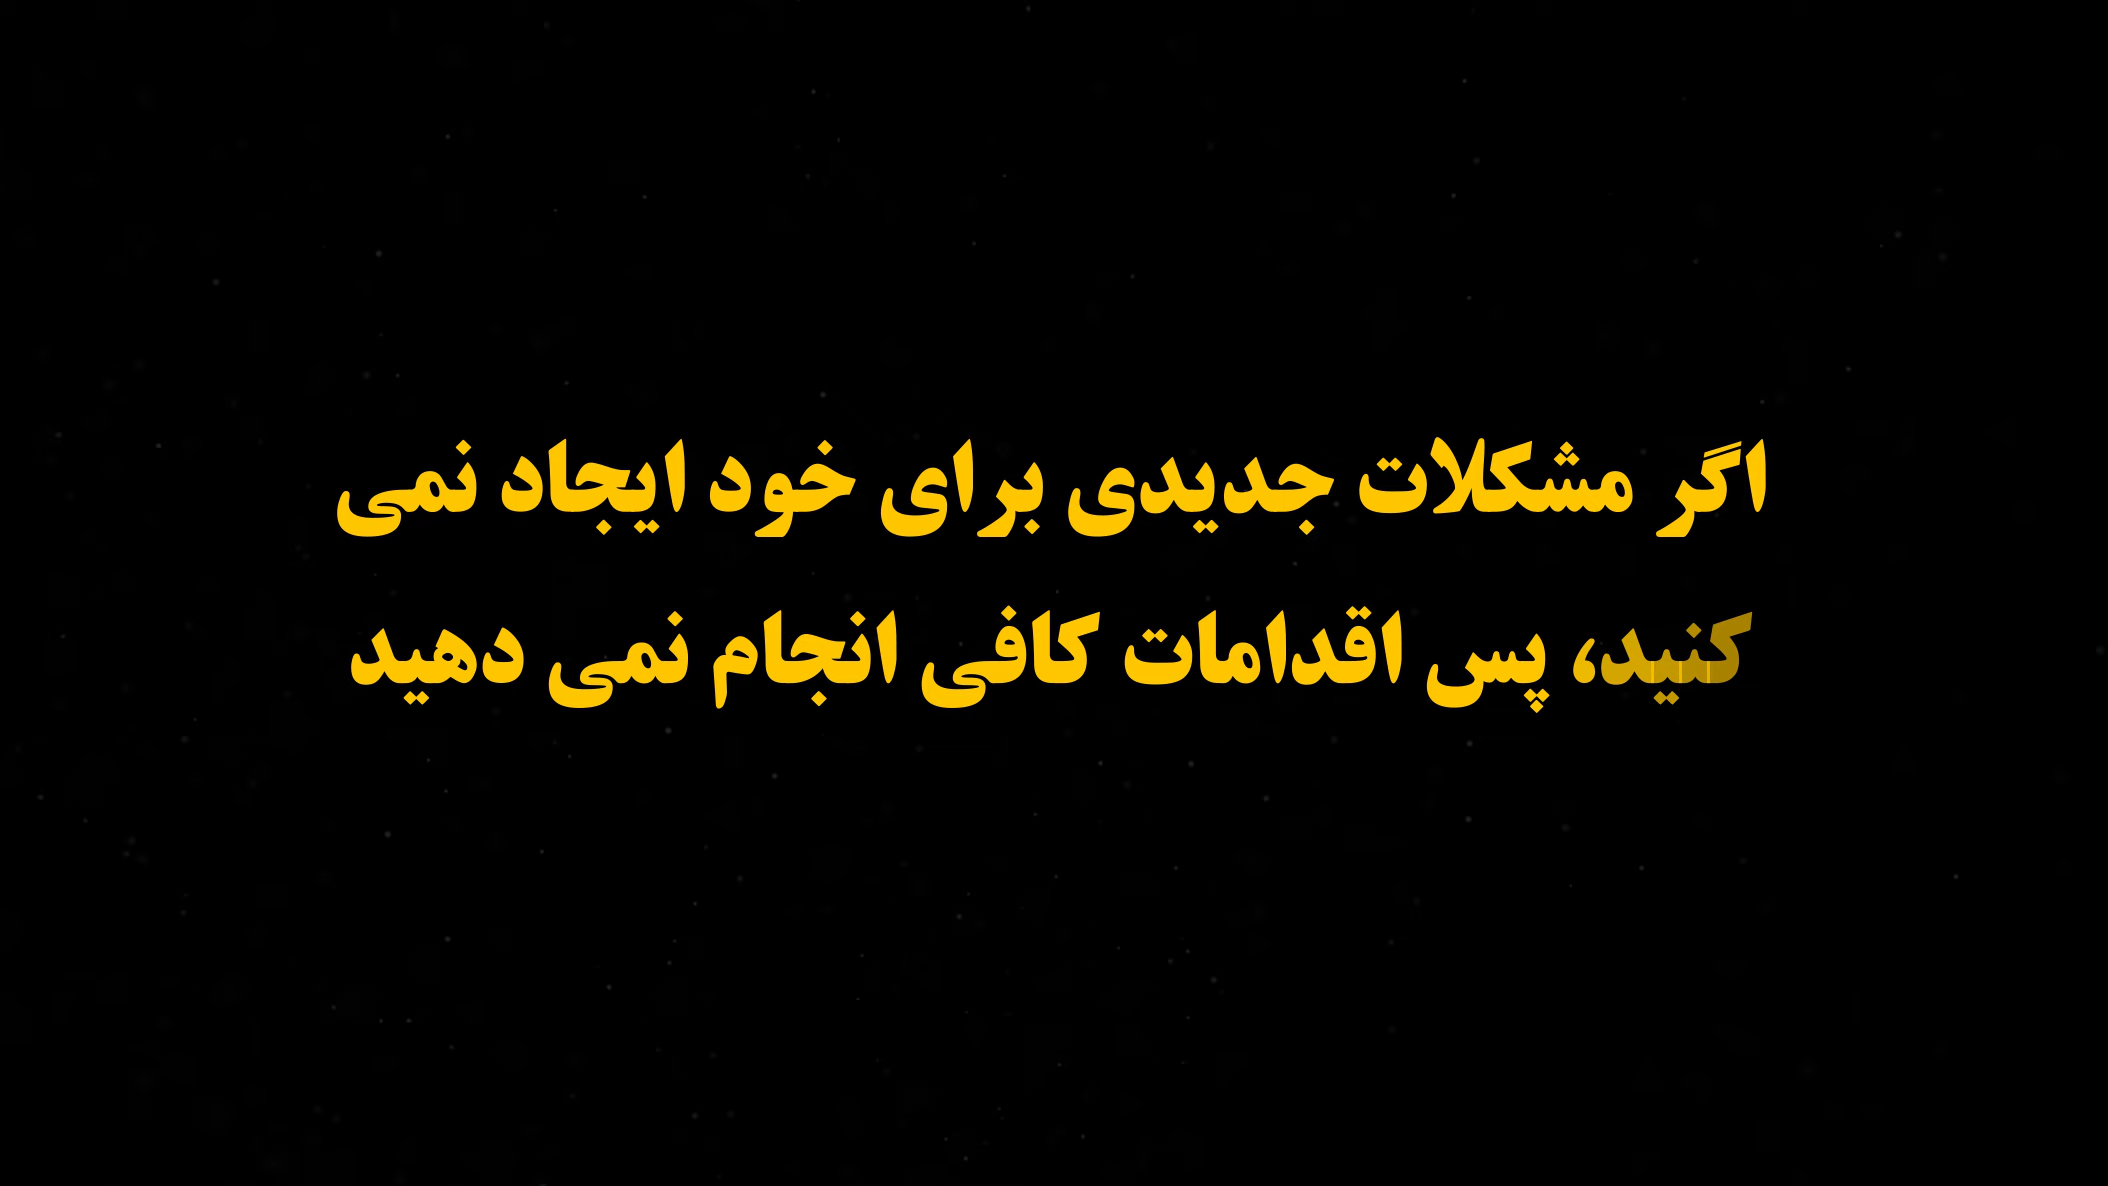 اگر مشکلات جدیدی برای خود ایجاد نمی
کنید، پس اقدامات کافی انجام نمی دهید